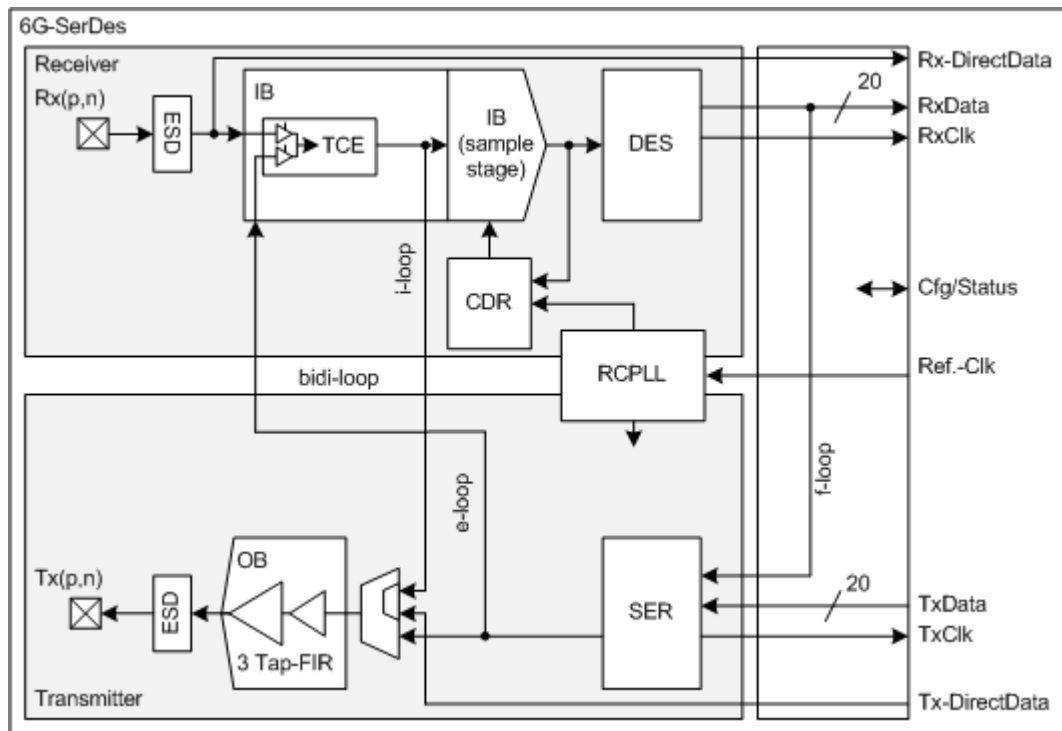 6G-SerDes
Receiver
Rx(p,n)
ESD
IB
TCE
IB
(sample
stage)
DES
CDR
RCPLL
i-loop
bidi-loop
e-loop
f-loop
Rx-DirectData
20
RxData
RxClk
Cfg/Status
Ref.-Clk
Tx(p,n)
ESD
OB
3 Tap-FIR
SER
20
TxData
TxClk
Tx-DirectData
Transmitter